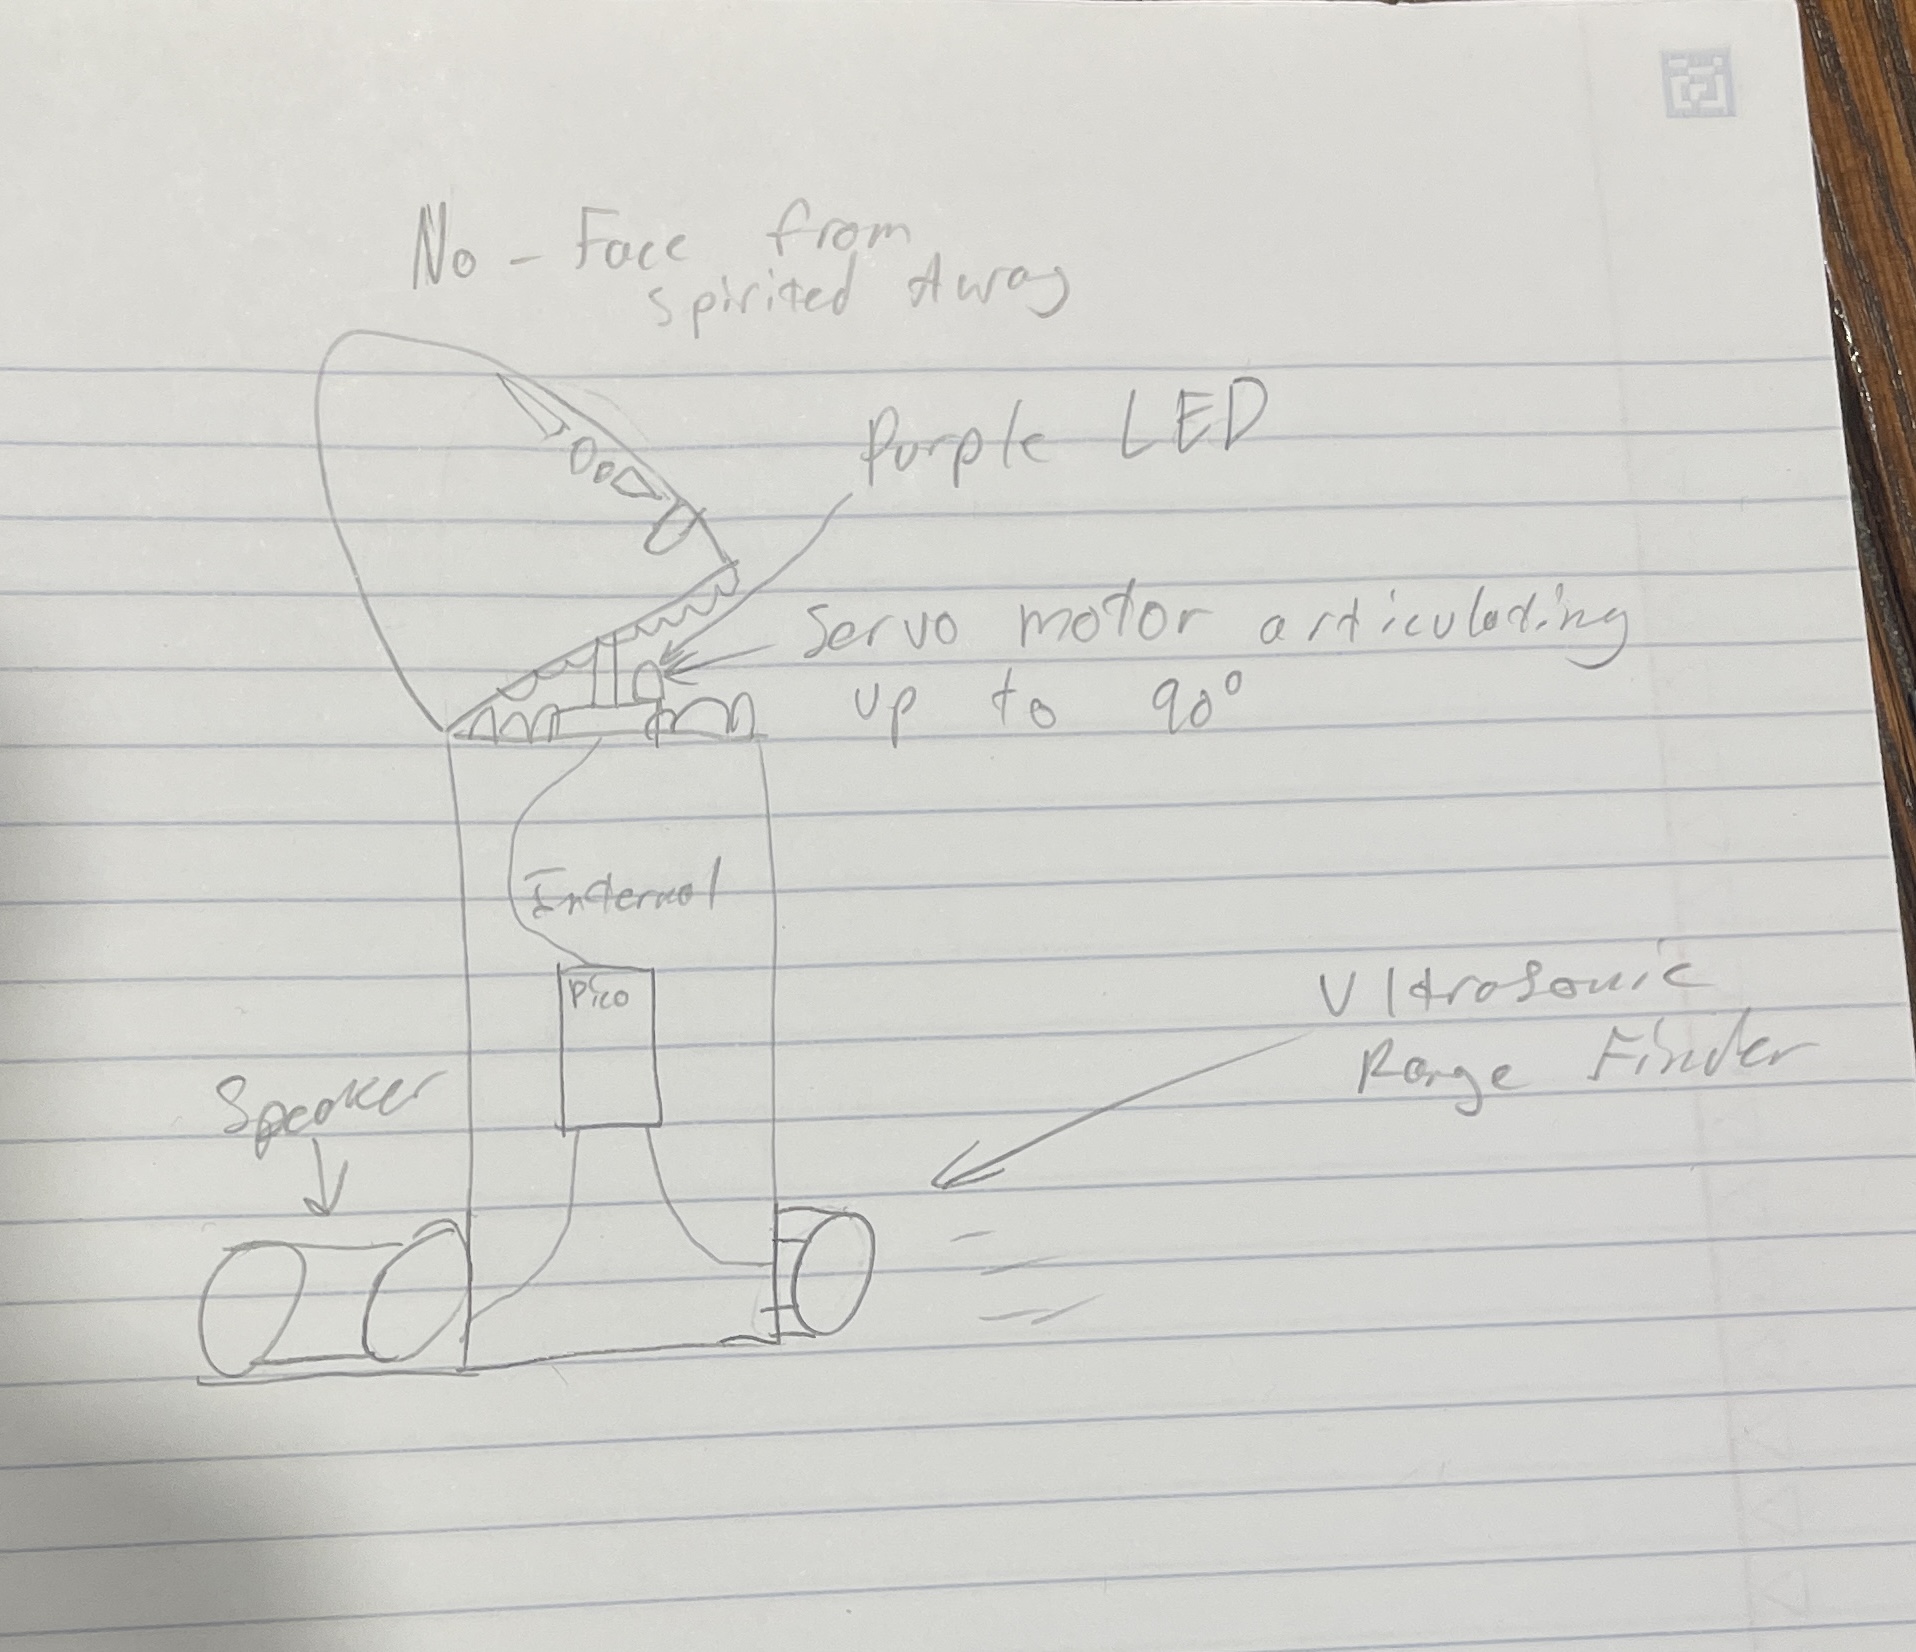 No - Face from
Spirited Away
Purple LED
Servo motor articulating
up to 90°
Internal
Pico
Speaker
Ultrasonic
Range Finder